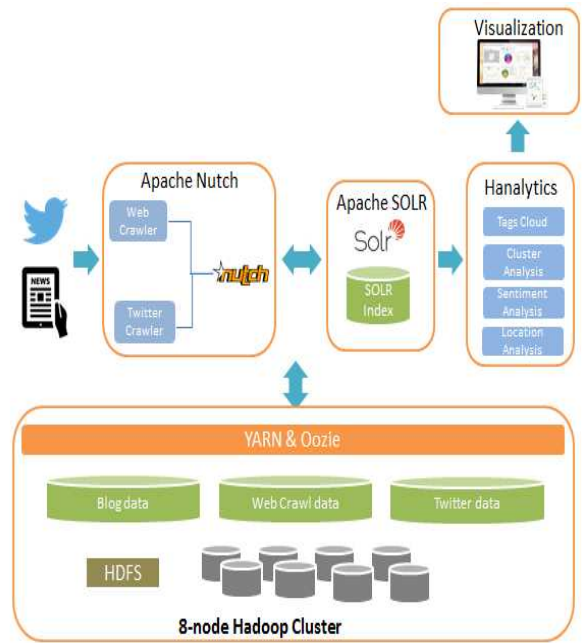 Visualization
Apache Nutch
Web
Crawler
nutch
Twitter
Crawler
NEWS
Apache SOLR
Solr
SOLR
Index
Hanalytics
Tags Cloud
Cluster
Analysis
Sentiment
Analysis
Location
Analysis
YARN & Oozie
Blog data
Web Crawl data
Twitter data
HDFS
8-node Hadoop Cluster